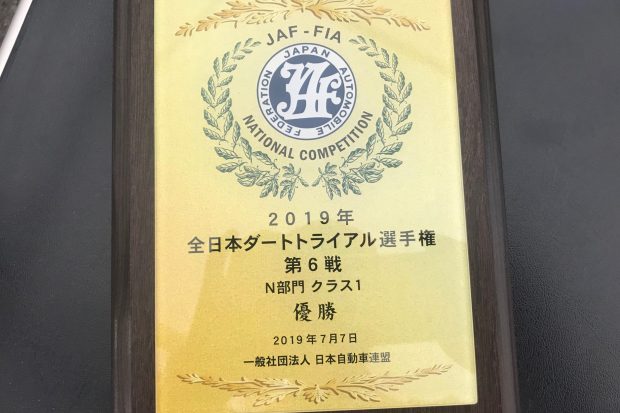 JAF-FIA
JAPAN AUTOMOBILE FEDERATION
JAF
NATIONAL COMPETITION
2019年
全日本ダートトライアル選手権
第6戦
N部門 クラス1
優勝
2019年7月7日
一般社団法人 日本自動車連盟